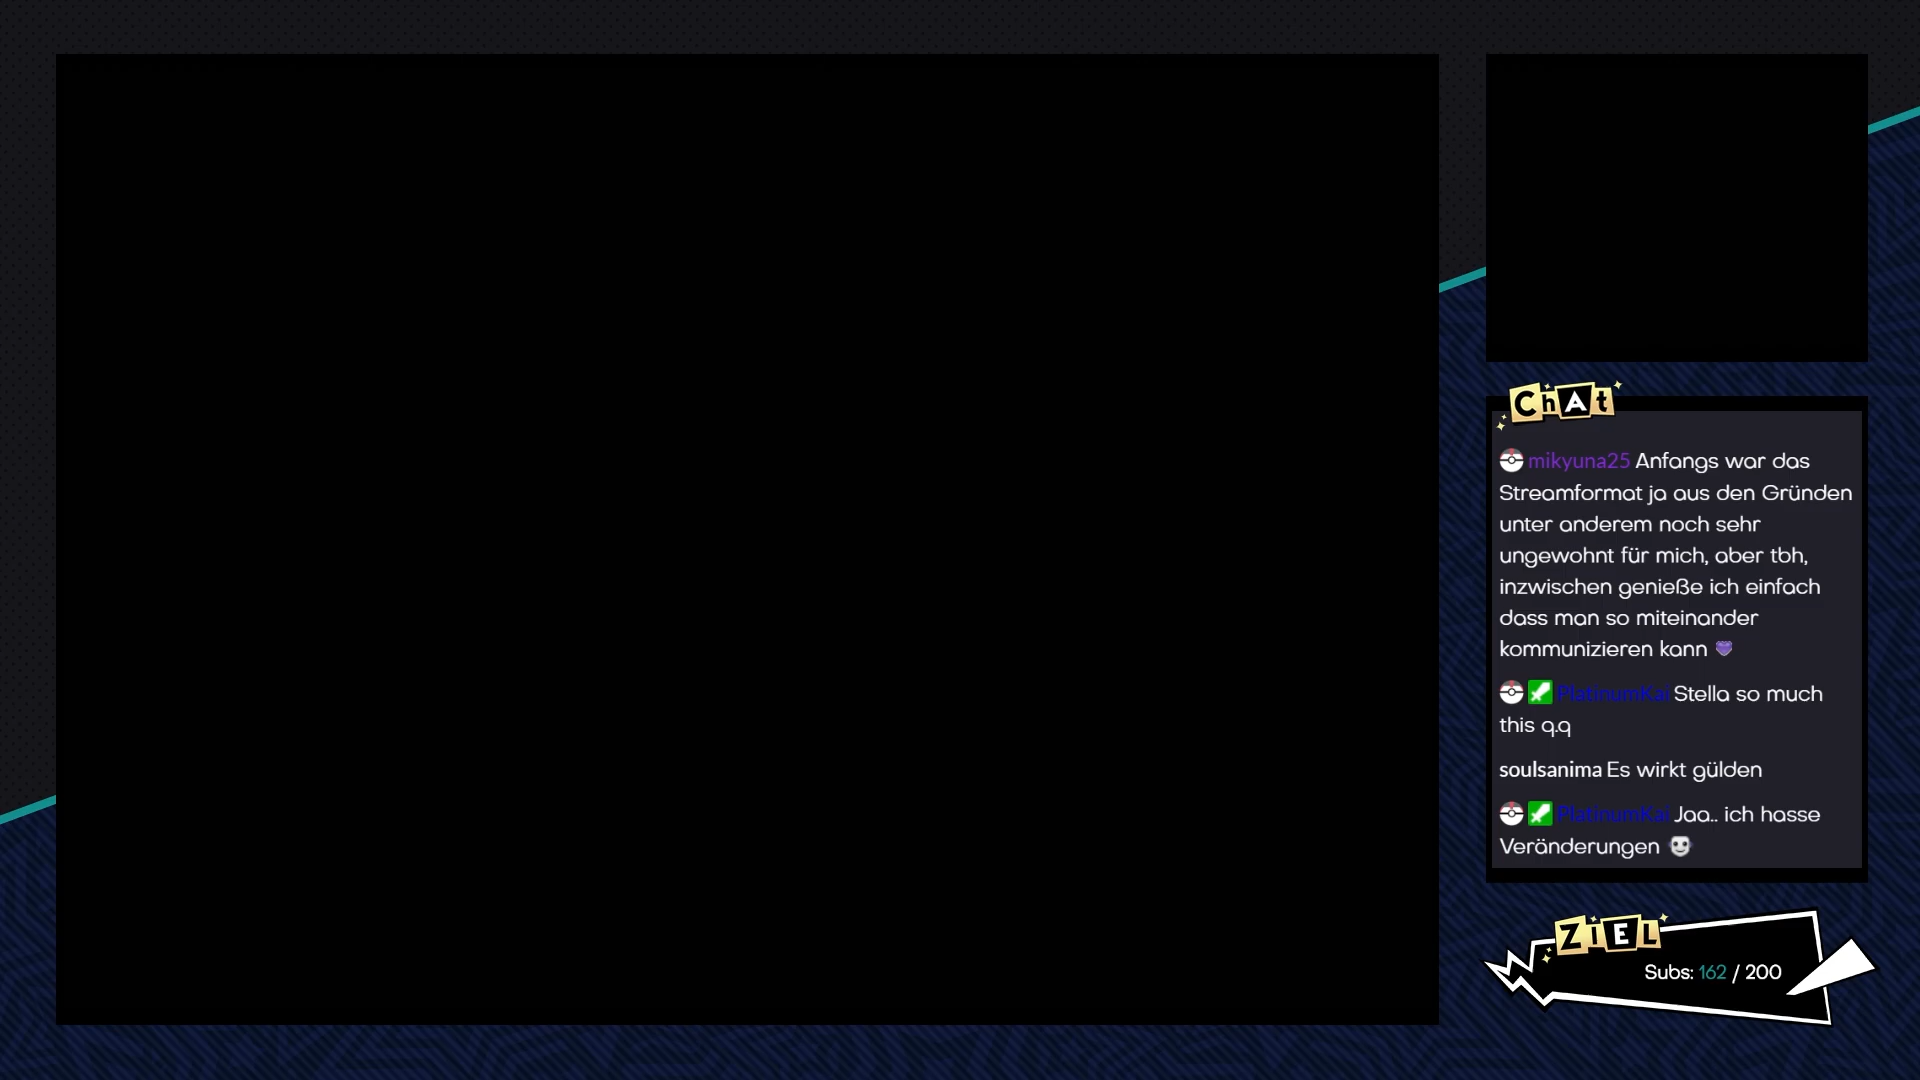 ChAt
mikyuna25 Anfangs war das
Streamformat ja aus den Gründen
unter anderem noch sehr
ungewohnt für mich, aber tbh,
inzwischen genieße ich einfach
dass man so miteinander
kommunizieren kann
PlatinumKai Stella so much
this q.q
soulsanima Es wirkt gülden
PlatinumKai Jaa.. ich hasse
Veränderungen
ZiEL
Subs: 162 / 200